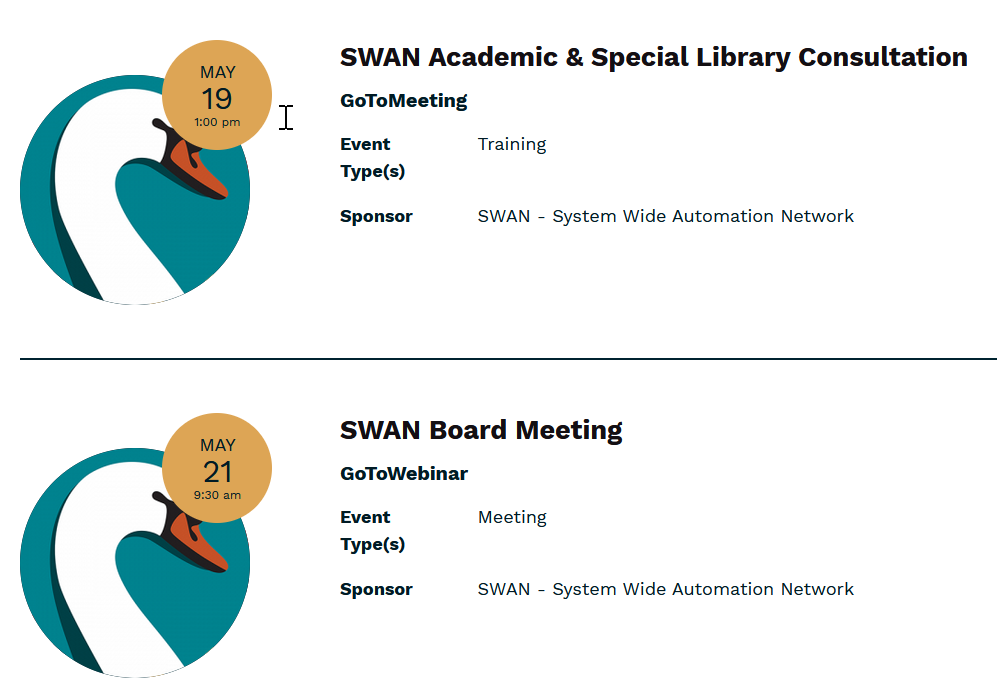 MAY
19
1:00 pm
SWAN Academic & Special Library Consultation
GoToMeeting
Event Type(s) Training
Sponsor SWAN - System Wide Automation Network
MAY
21
9:30 am
SWAN Board Meeting
GoToWebinar
Event Type(s) Meeting
Sponsor SWAN - System Wide Automation Network